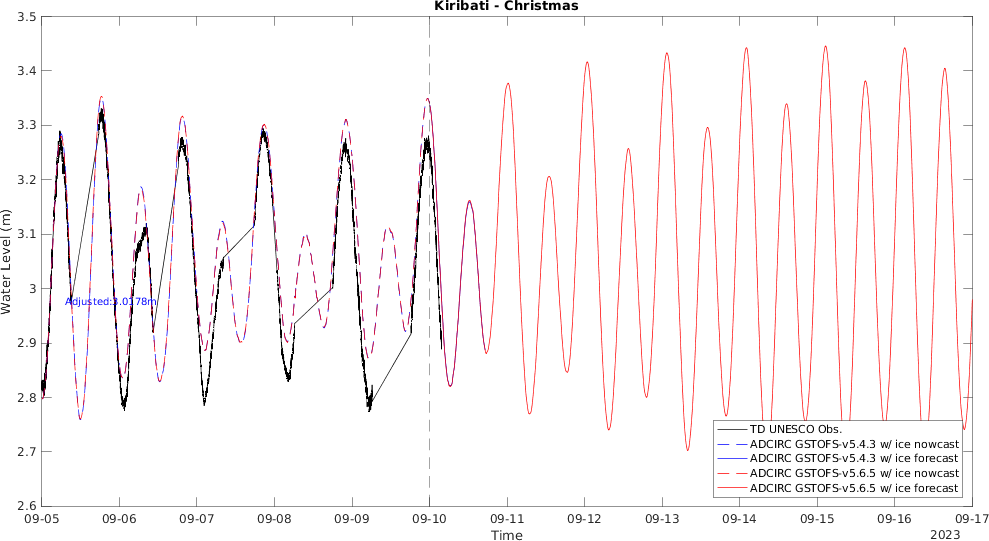 Kiribati - Christmas
3.5
3.4
3.3
3.2
3.1
3
2.9
2.8
2.7
2.6
Water Level (m)
Adjusted:3.0178m
TD UNESCO Obs.
ADCIRC GSTOFS-v5.4.3 w/ ice nowcast
ADCIRC GSTOFS-v5.4.3 w/ ice forecast
ADCIRC GSTOFS-v5.6.5 w/ ice nowcast
ADCIRC GSTOFS-v5.6.5 w/ ice forecast
09-05 09-06 09-07 09-08 09-09 09-10 09-11 09-12 09-13 09-14 09-15 09-16 09-17
Time
2023